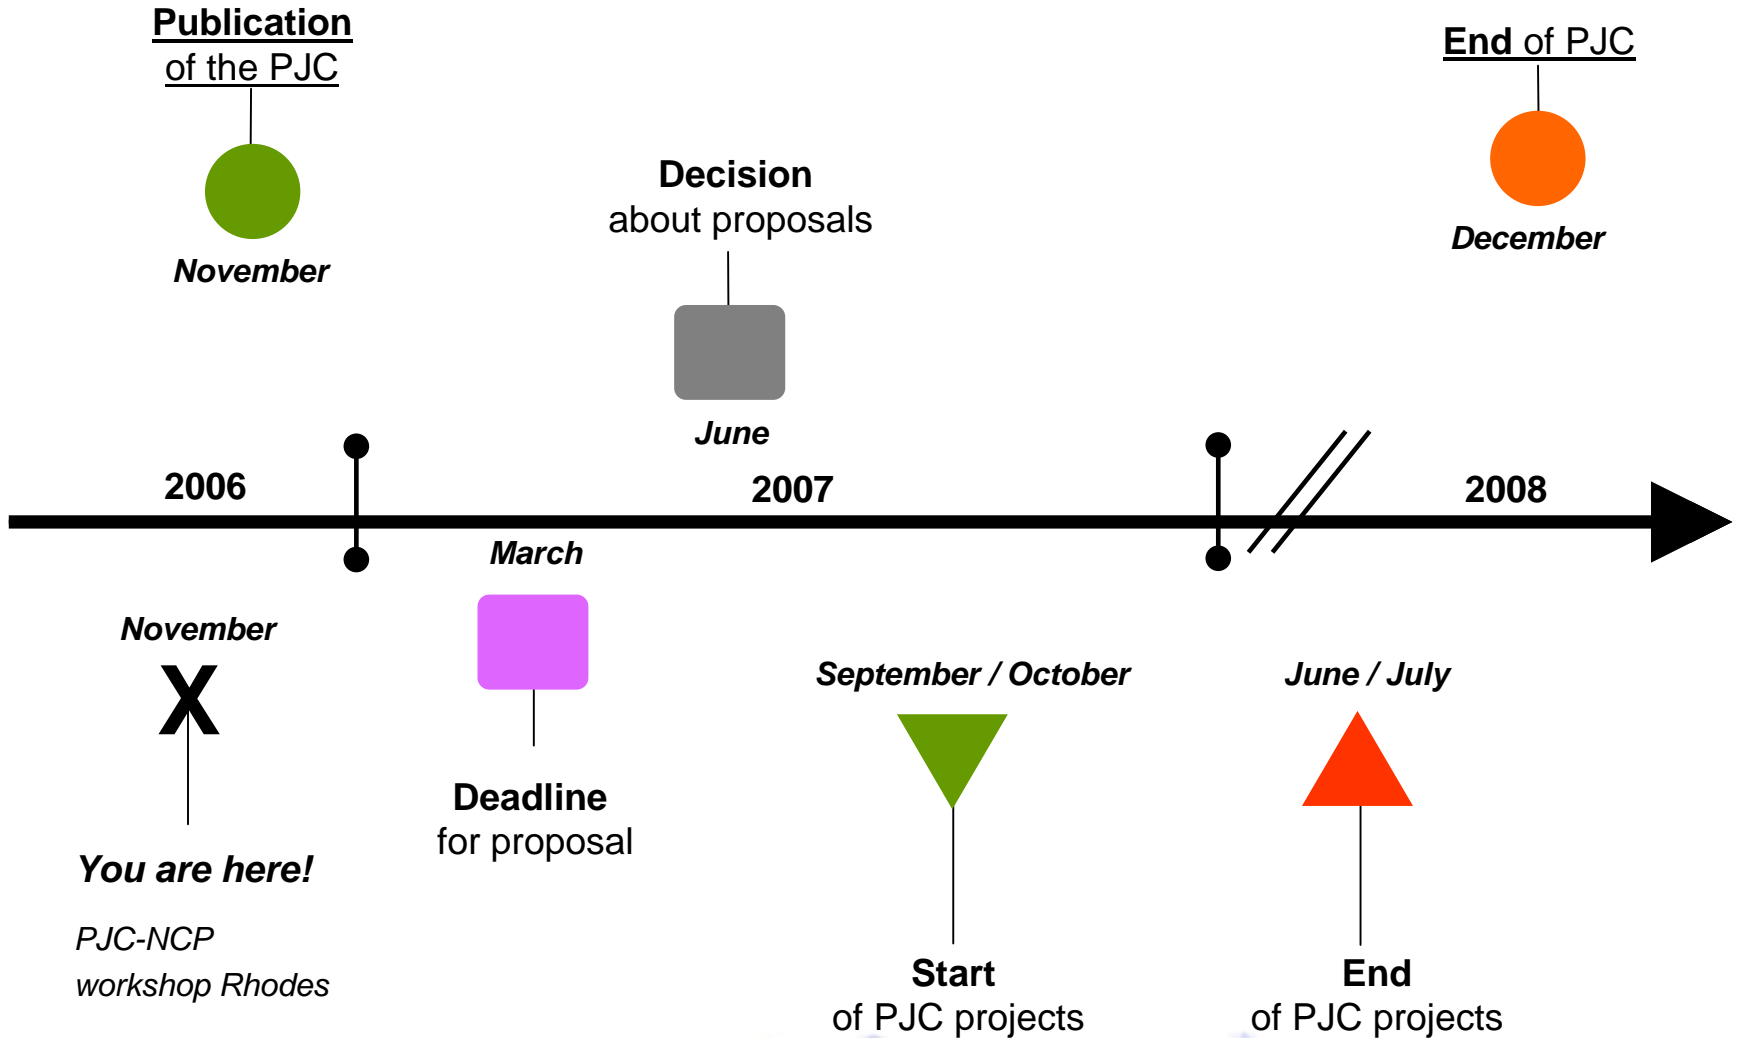 Publication
of the PJC
November
Decision
about proposals
June
End of PJC
December
2006
2007
2008
November
X
You are here!
PJC-NCP
workshop Rhodes
March
Deadline
for proposal
September / October
Start
of PJC projects
June / July
End
of PJC projects